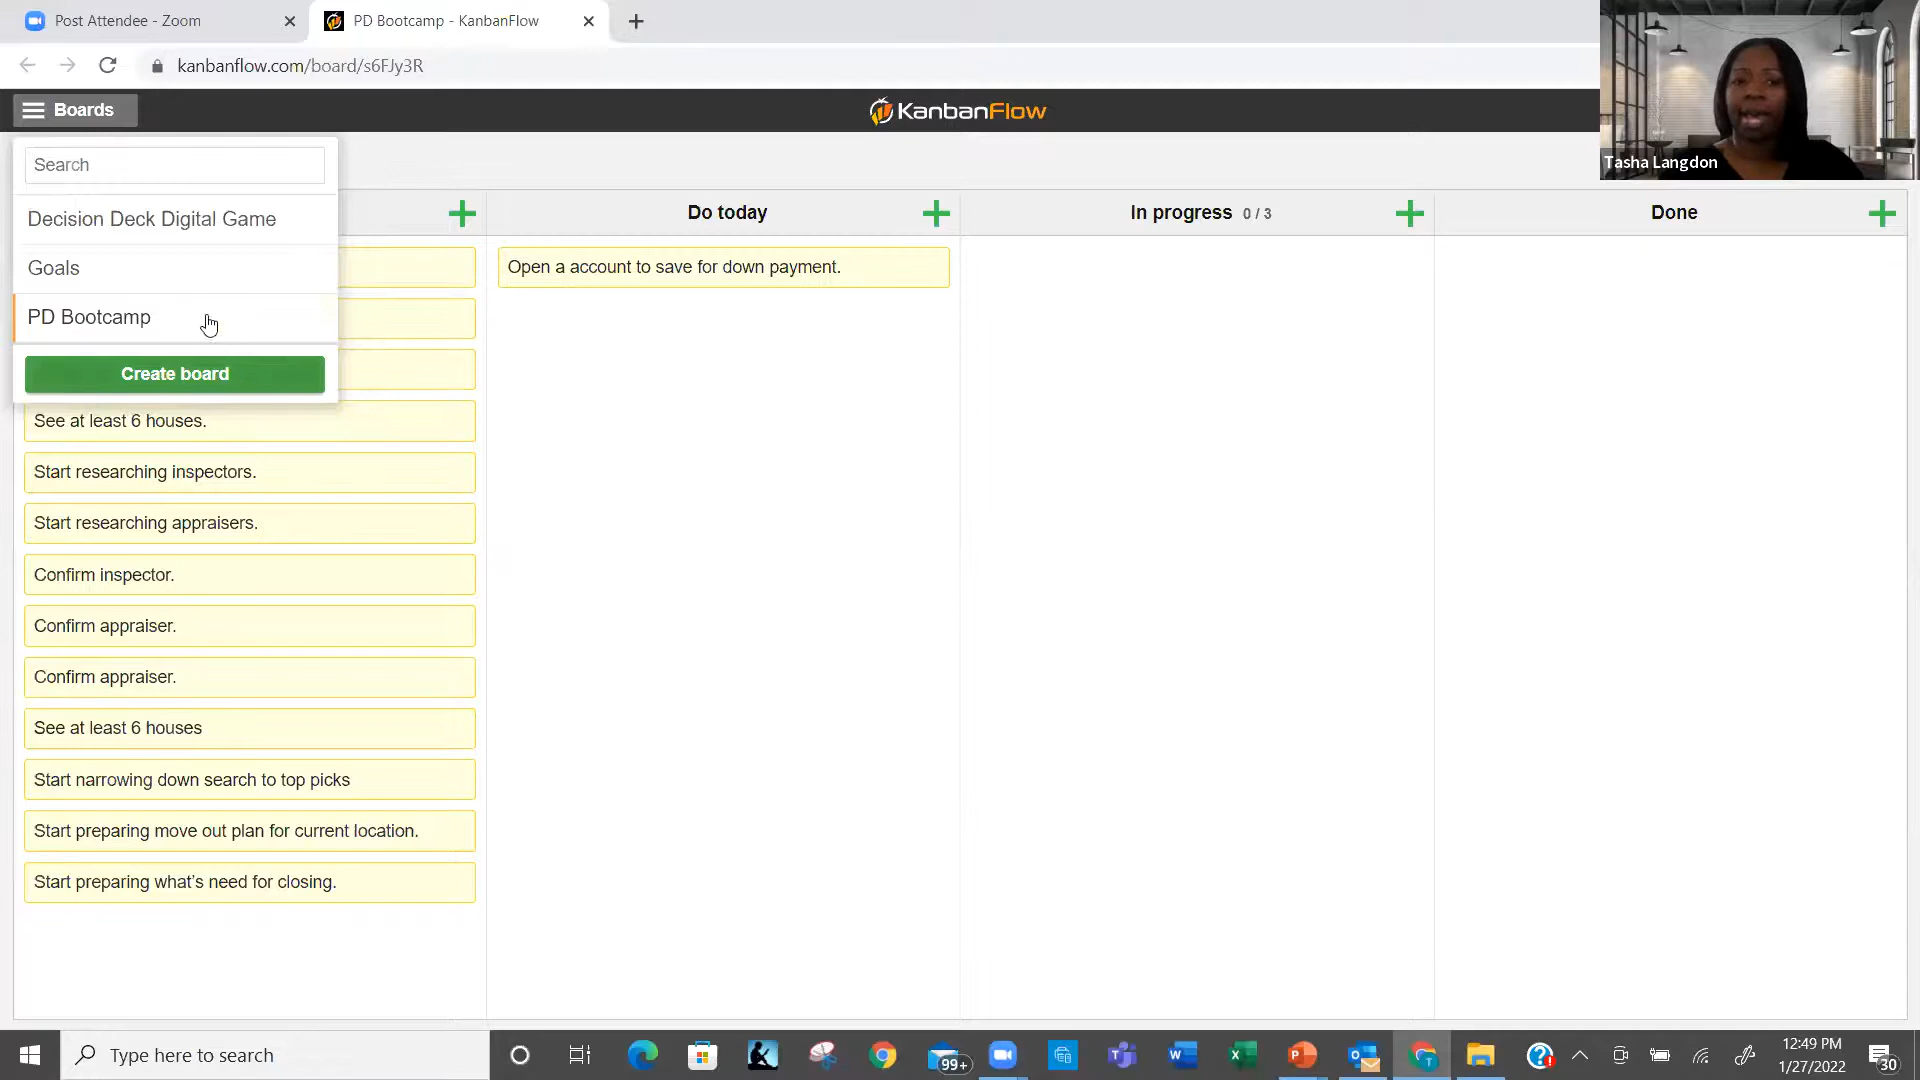 Post Attendee - Zoom
PD Bootcamp - KanbanFlow
kanbanflow.com/board/s6FJy3R
Boards
KanbanFlow
Tasha Langdon
Search
Decision Deck Digital Game
Goals
PD Bootcamp
Create board
Do today
In progress 0 / 3
Done
Open a account to save for down payment.
See at least 6 houses.
Start researching inspectors.
Start researching appraisers.
Confirm inspector.
Confirm appraiser.
Confirm appraiser.
See at least 6 houses
Start narrowing down search to top picks
Start preparing move out plan for current location.
Start preparing what's need for closing.
Type here to search
99+
12:49 PM
1/27/2022
30